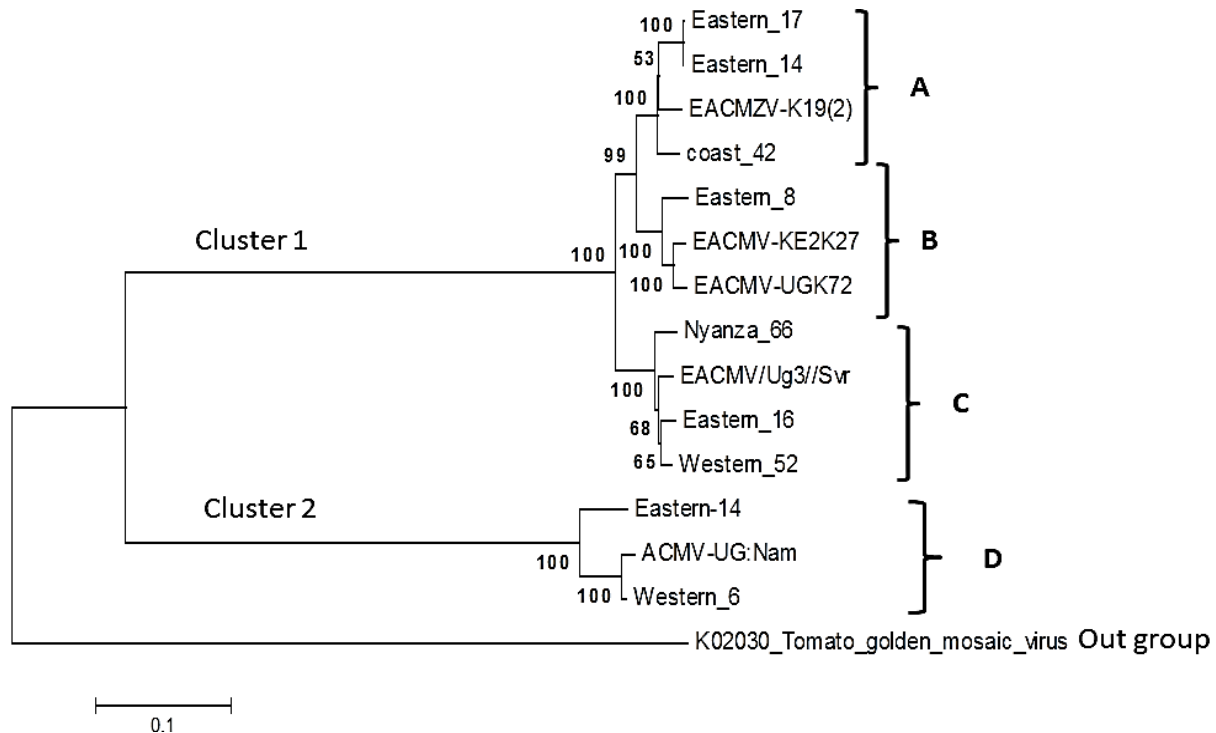 100 Eastern_17
53 Eastern_14
A
100 EACMZV-K19(2)
99 coast_42
Eastern_8
Cluster 1
100 100 EACMV-KE2K27
B
100 EACMV-UGK72
Nyanza_66
100 EACMV/Ug3//Svr
C
68 Eastern_16
65 Western_52
Cluster 2
Eastern-14
100 ACMV-UG:Nam
D
100 Western_6
K02030_Tomato_golden_mosaic_virus Out group
0.1